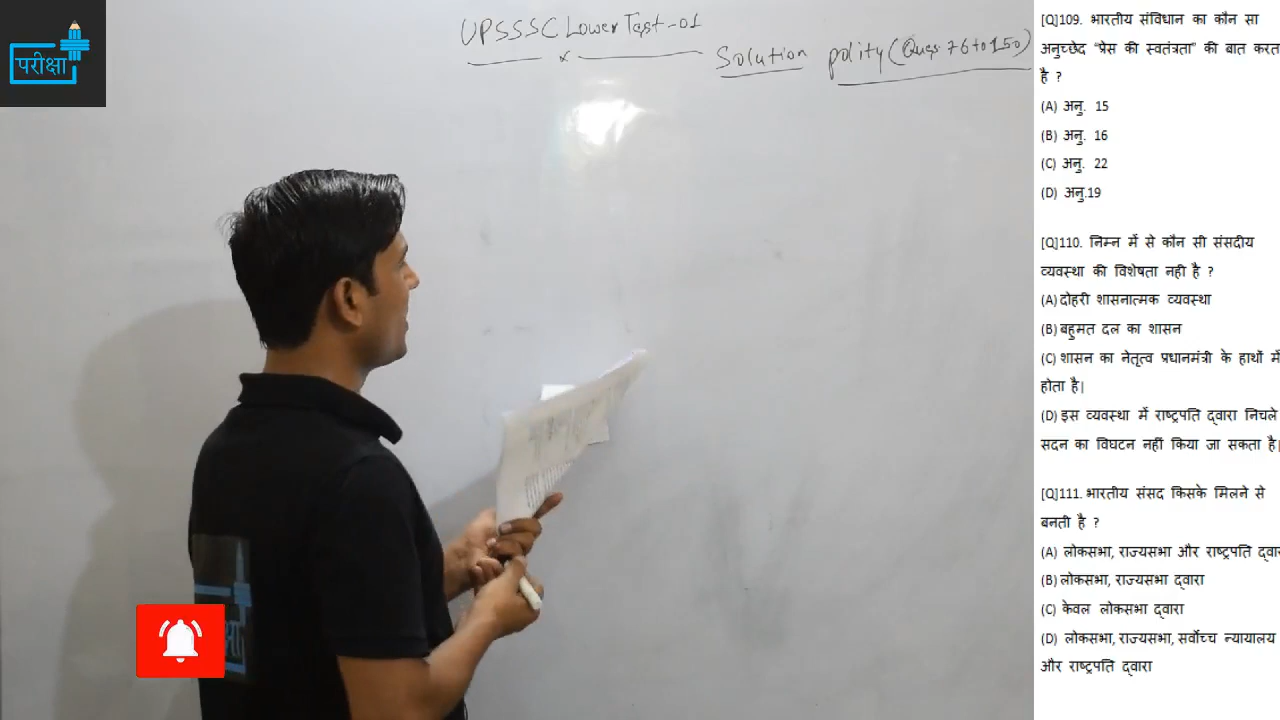 परीक्षा
UPSSSC Lower Test-01
Solution polity (Ques 76 to 150)
[Q]109. भारतीय संविधान का कौन सा
अनुच्छेद "प्रेस की स्वतंत्रता" की बात करत
है ?
(A) अनु. 15
(B) अनु. 16
(C) अनु. 22
(D) अनु.19
[Q]110. निम्न में से कौन सी संसदीय
व्यवस्था की विशेषता नही है ?
(A) दोहरी शासनात्मक व्यवस्था
(B) बहुमत दल का शासन
(C) शासन का नेतृत्व प्रधानमंत्री के हाथों में
होता है|
(D) इस व्यवस्था में राष्ट्रपति द्वारा निचले
सदन का विघटन नहीं किया जा सकता है|
[Q]111. भारतीय संसद किसके मिलने से
बनती है ?
(A) लोकसभा, राज्यसभा और राष्ट्रपति द्वार
(B) लोकसभा, राज्यसभा द्वारा
(C) केवल लोकसभा द्वारा
(D) लोकसभा, राज्यसभा, सर्वोच्च न्यायालय
और राष्ट्रपति द्वारा